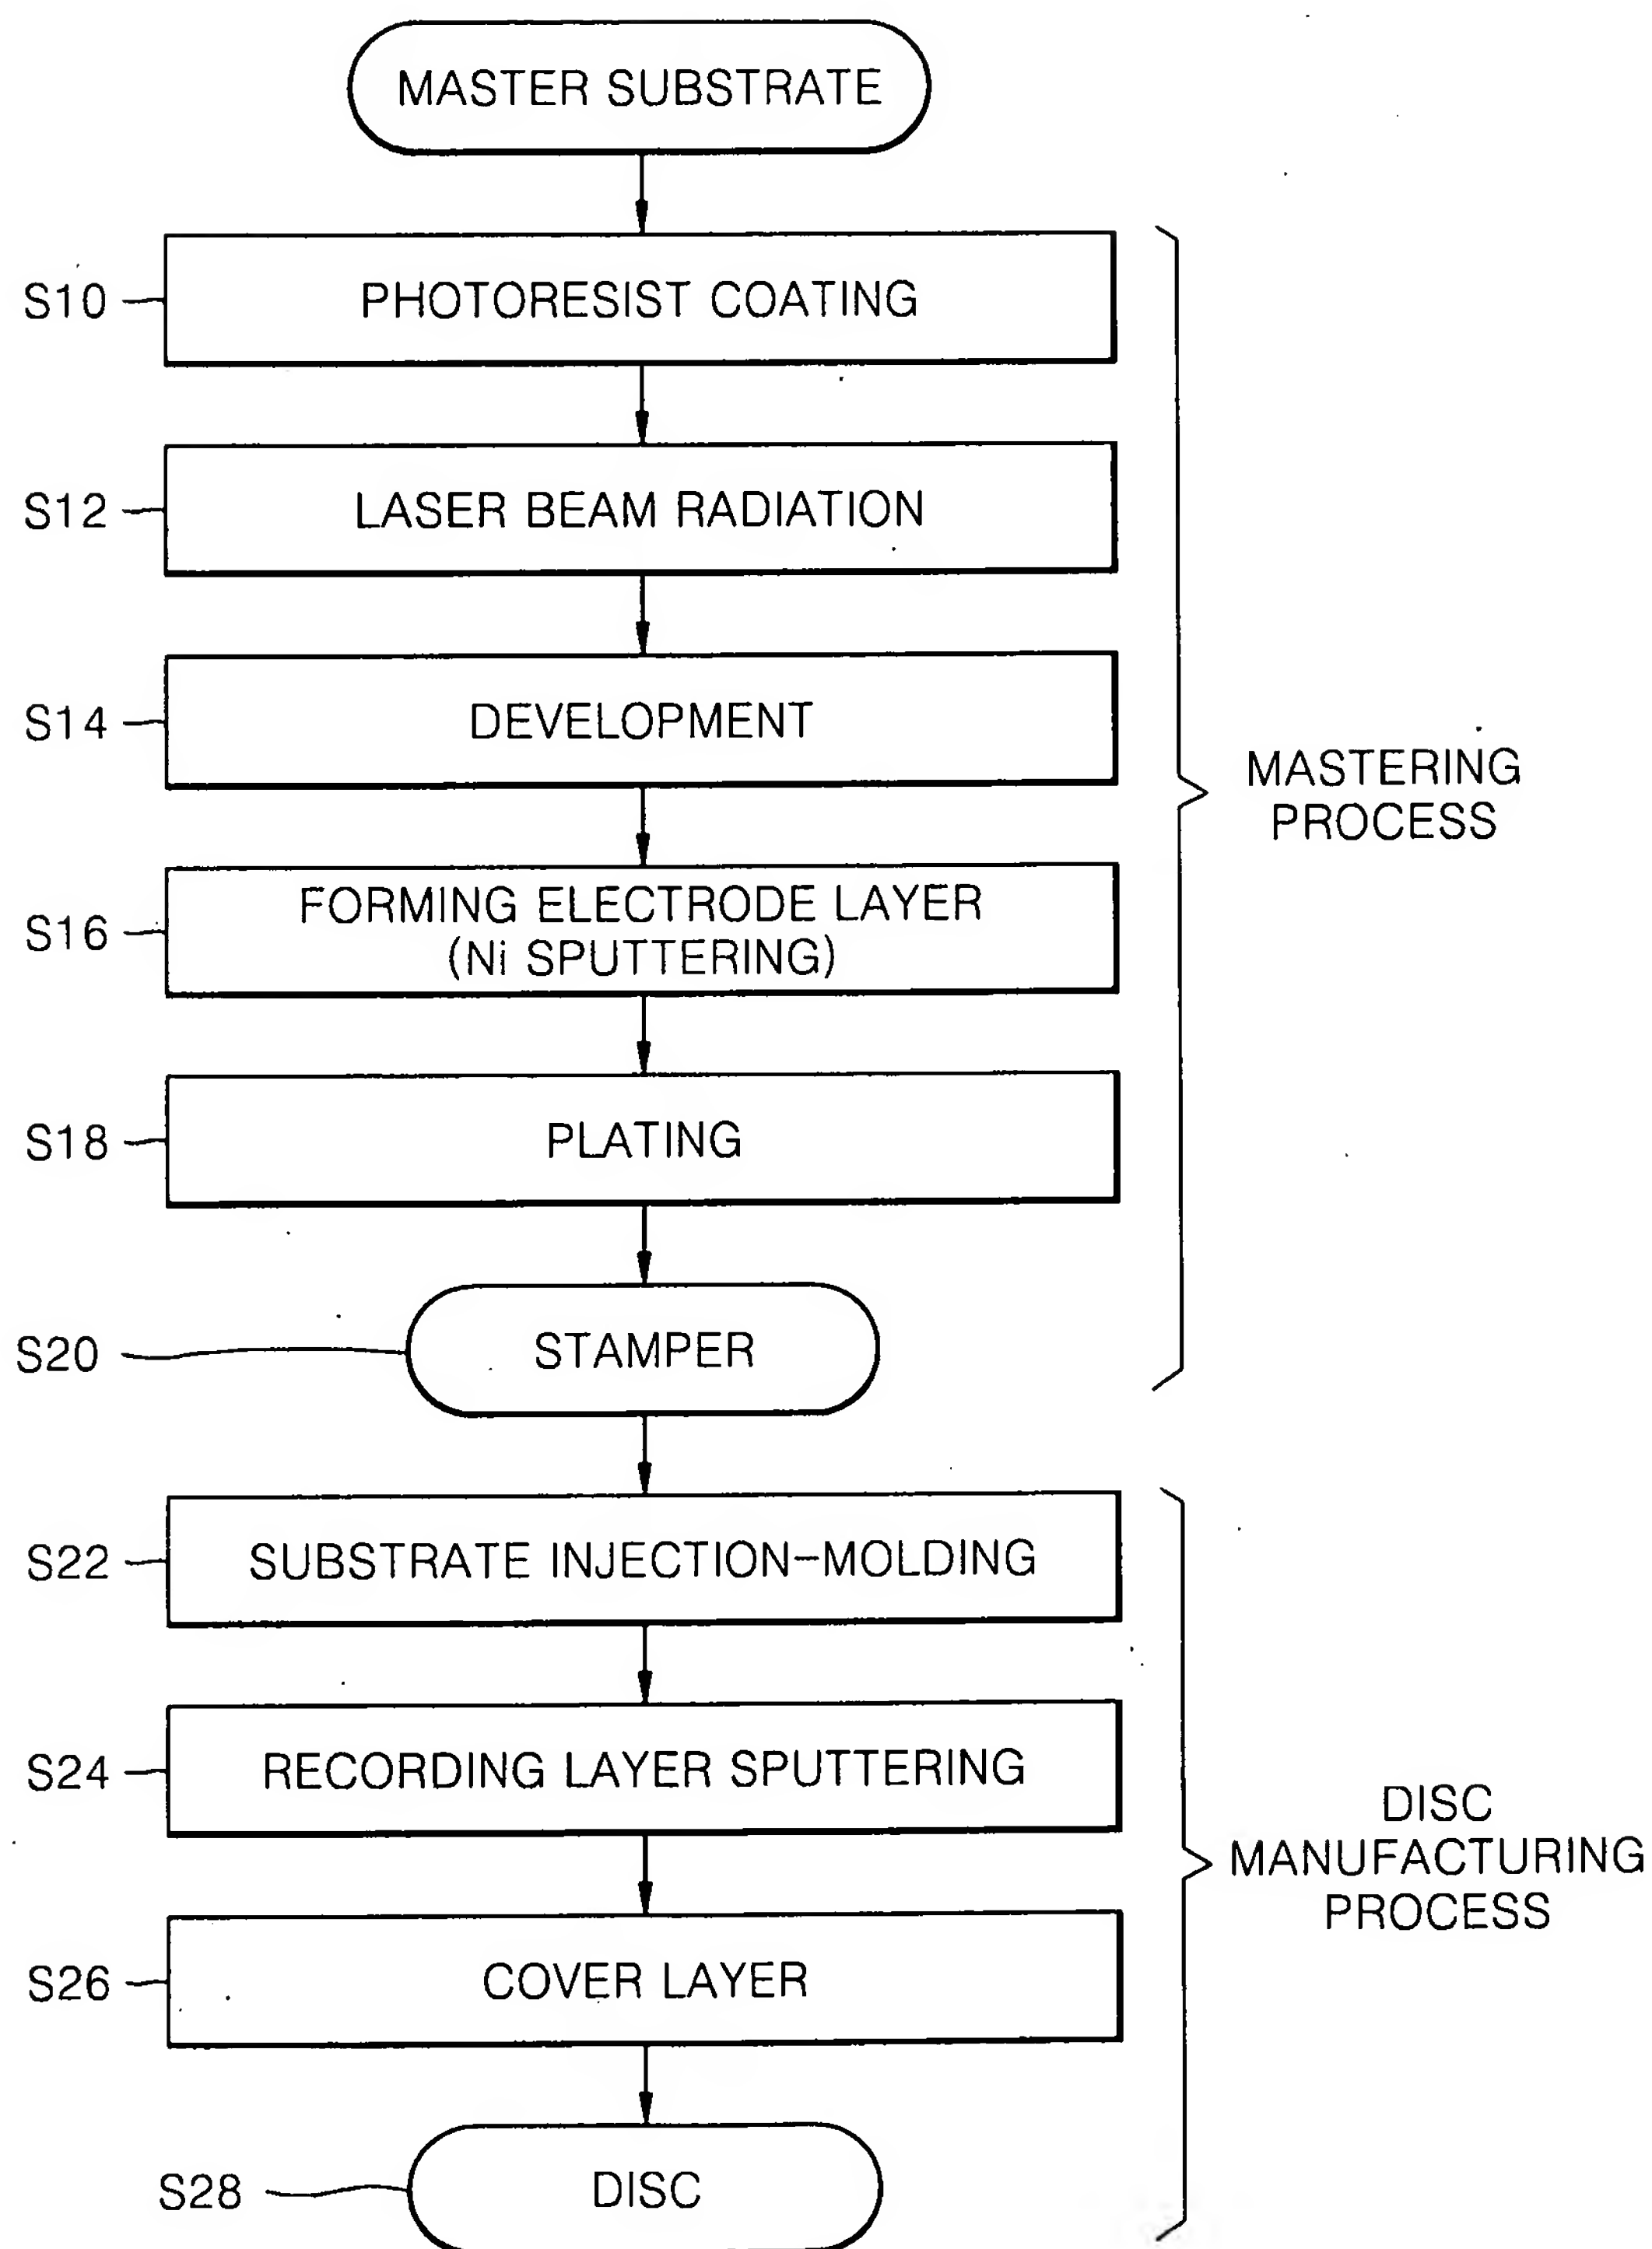 MASTER SUBSTRATE
S10
PHOTORESIST COATING
S12
LASER BEAM RADIATION
S14
DEVELOPMENT
MASTERING
PROCESS
S16
FORMING ELECTRODE LAYER
(Ni SPUTTERING)
S18
PLATING
S20
STAMPER
S22
SUBSTRATE INJECTION-MOLDING
S24
RECORDING LAYER SPUTTERING
DISC
MANUFACTURING
PROCESS
S26
COVER LAYER
S28
DISC